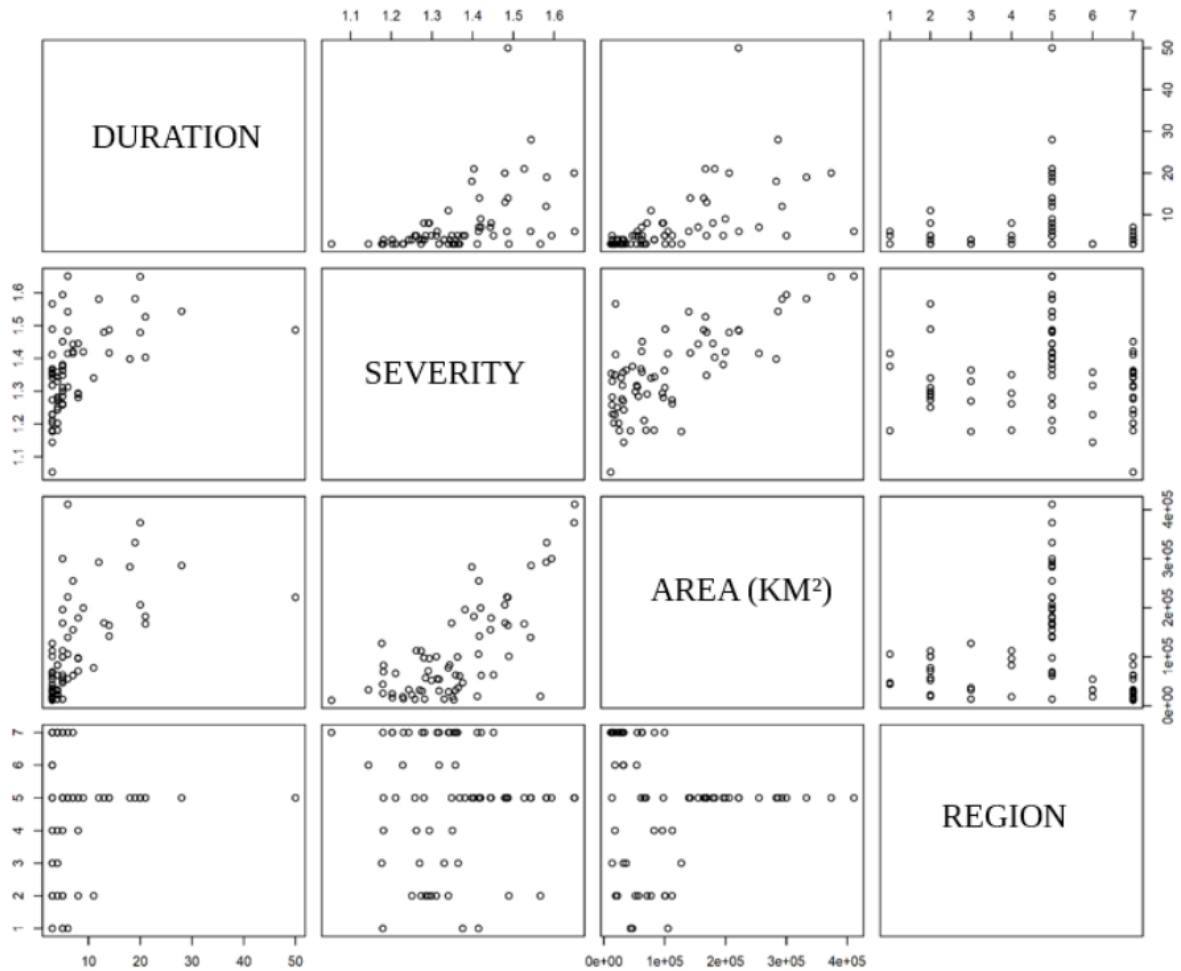 1.1 1.2 1.3 1.4 1.5 1.6 1 2 3 4 5 6 7
DURATION
10 20 30 40 50
1.1 1.2 1.3 1.4 1.5 1.6
SEVERITY
AREA (KM²)
0e+00 1e+05 2e+05 3e+05 4e+05
1 2 3 4 5 6 7
REGION
10 20 30 40 50 0e+00 1e+05 2e+05 3e+05 4e+05